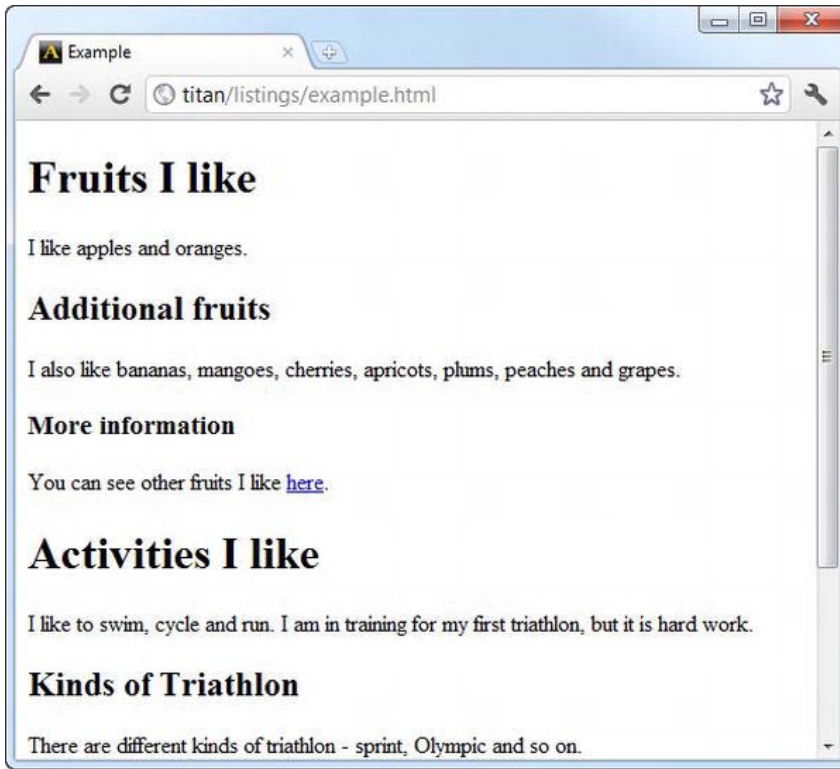 Example
titan/listings/example.html
Fruits I like
I like apples and oranges.
Additional fruits
I also like bananas, mangoes, cherries, apricots, plums, peaches and grapes.
More information
You can see other fruits I like here.
Activities I like
I like to swim, cycle and run. I am in training for my first triathlon, but it is hard work.
Kinds of Triathlon
There are different kinds of triathlon - sprint, Olympic and so on.